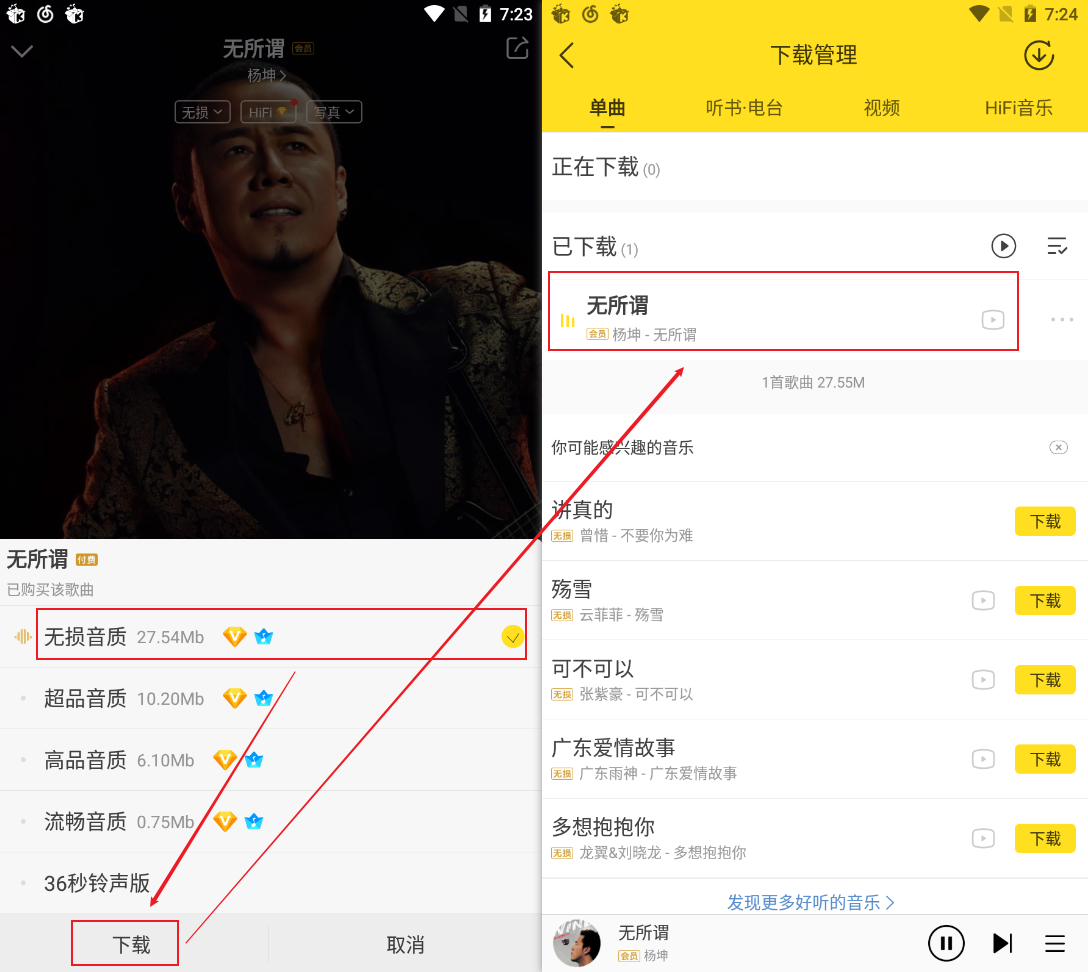 7:23
无所谓 会员
杨坤
无损 HiFi 写真
无所谓 付费
已购买该歌曲
无损音质 27.54Mb
超品音质 10.20Mb
高品音质 6.10Mb
流畅音质 0.75Mb
36秒铃声版
下载 取消
7:24
下载管理
单曲 听书·电台 视频 HiFi音乐
正在下载 (0)
已下载 (1)
无所谓
会员 杨坤 - 无所谓
1首歌曲 27.55M
你可能感兴趣的音乐
讲真的
无损 曾惜 - 不要你为难
下载
殇雪
无损 云菲菲 - 殇雪
下载
可不可以
无损 张紫豪 - 可不可以
下载
广东爱情故事
无损 广东雨神 - 广东爱情故事
下载
多想抱抱你
无损 龙翼&刘晓龙 - 多想抱抱你
下载
发现更多好听的音乐
无所谓
会员 杨坤